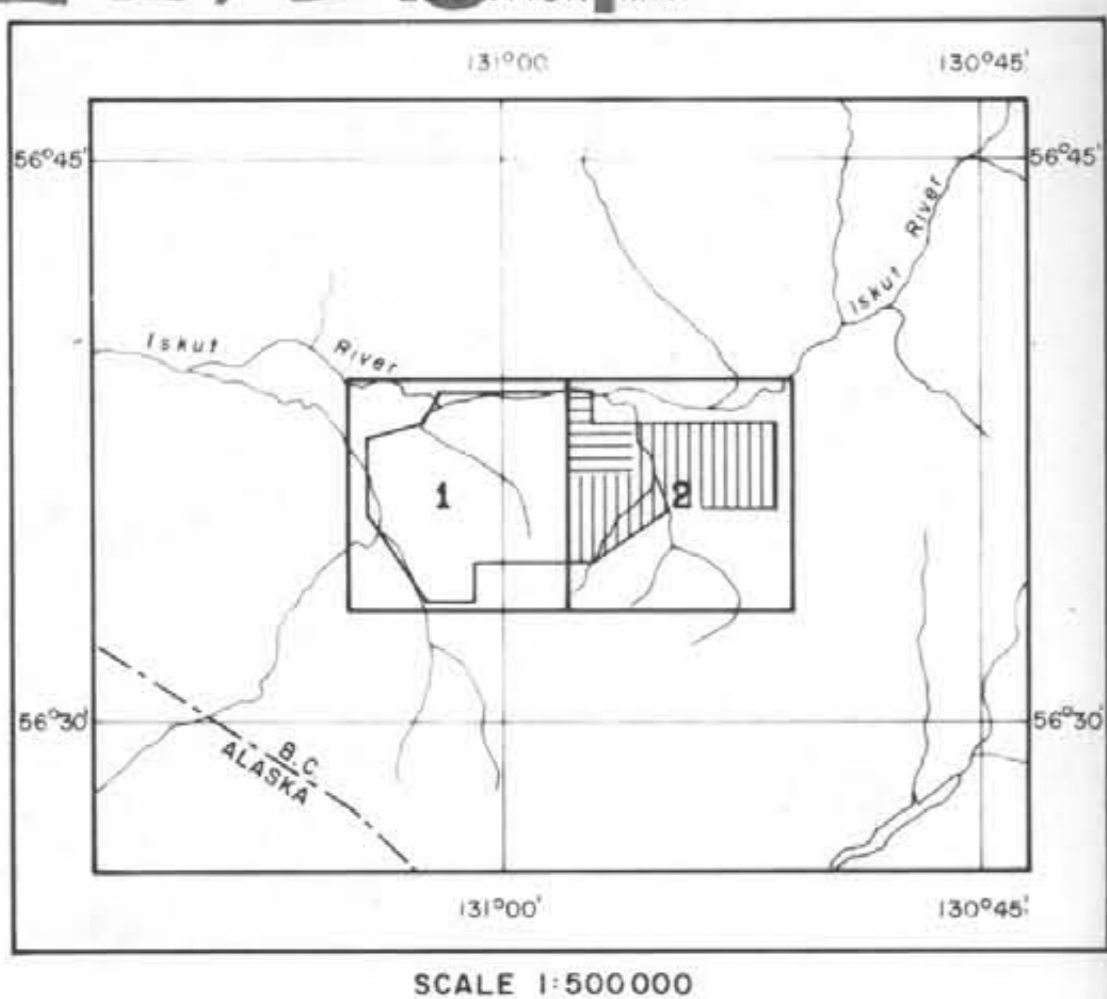 131°00 130°45'
56°45' 56°45'
Iskut River
Iskut River
1 2
56°30' 56°30'
B.C.
ALASKA
131°00' 130°45'
SCALE 1:500000